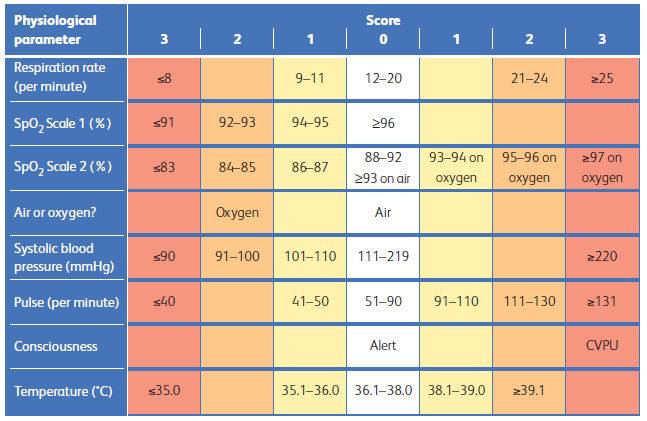 Physiological parameter Score
3 2 1 0 1 2 3
Respiration rate (per minute) ≤8 9–11 12–20 21–24 ≥25
SpO₂ Scale 1 (%) ≤91 92–93 94–95 ≥96
SpO₂ Scale 2 (%) ≤83 84–85 86–87 88–92 ≥93 on air 93–94 on oxygen 95–96 on oxygen ≥97 on oxygen
Air or oxygen? Oxygen Air
Systolic blood pressure (mmHg) ≤90 91–100 101–110 111–219 ≥220
Pulse (per minute) ≤40 41–50 51–90 91–110 111–130 ≥131
Consciousness Alert CVPU
Temperature (°C) ≤35.0 35.1–36.0 36.1–38.0 38.1–39.0 ≥39.1